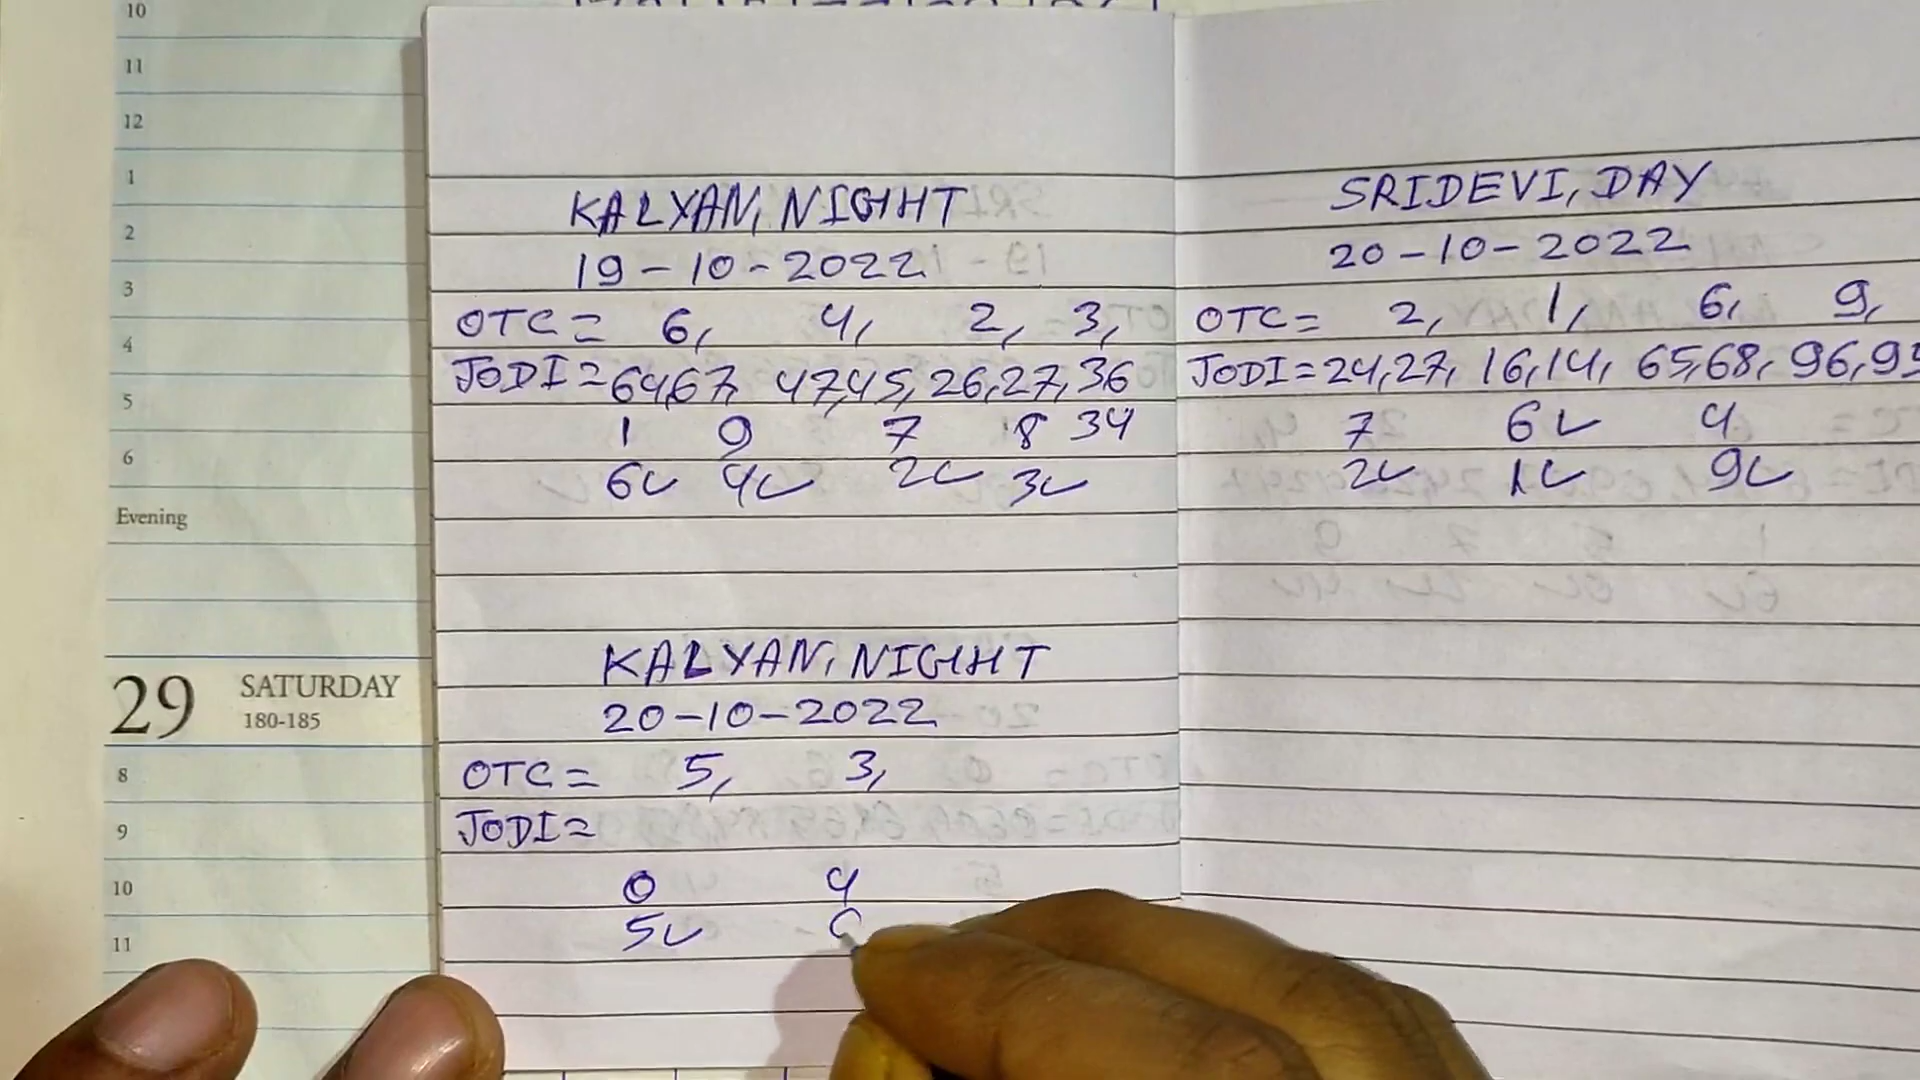 10
11
12
1
2
3
4
5
6
Evening
29 SATURDAY
180-185
8
9
10
11
KALYAN, NIGHT
19-10-2022
OTC= 6, 4, 2, 3,
JODI=64,67, 47,45, 26,27, 36
1 9 7 8 34
6✓ 4✓ 2✓ 3✓
KALYAN, NIGHT
20-10-2022
OTC= 5, 3,
JODI=
0 4
5✓
SRIDEVI, DAY
20-10-2022
OTC= 2, 1, 6, 9,
JODI=24,27, 16,14, 65,68, 96,95
7 6✓ 4
2✓ 1✓ 9✓